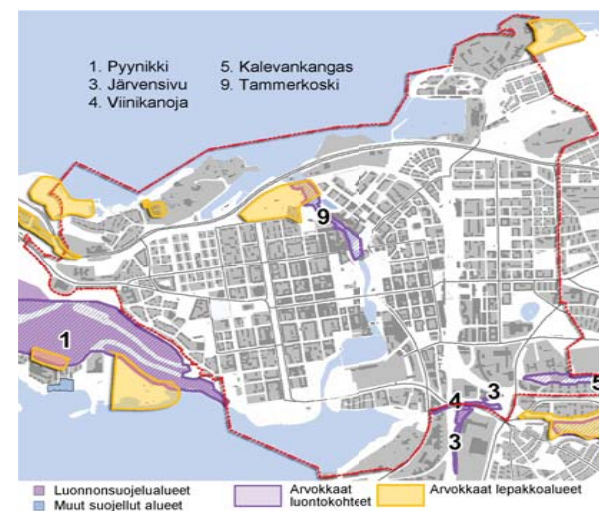 1. Pyynikki
3. Järvensivu
4. Viinikanoja
5. Kalevankangas
9. Tammerkoski
9
1
3
4
5
3
Luonnonsuojelualueet
Muut suojellut alueet
Arvokkaat
luontokohteet
Arvokkaat lepakkoalueet